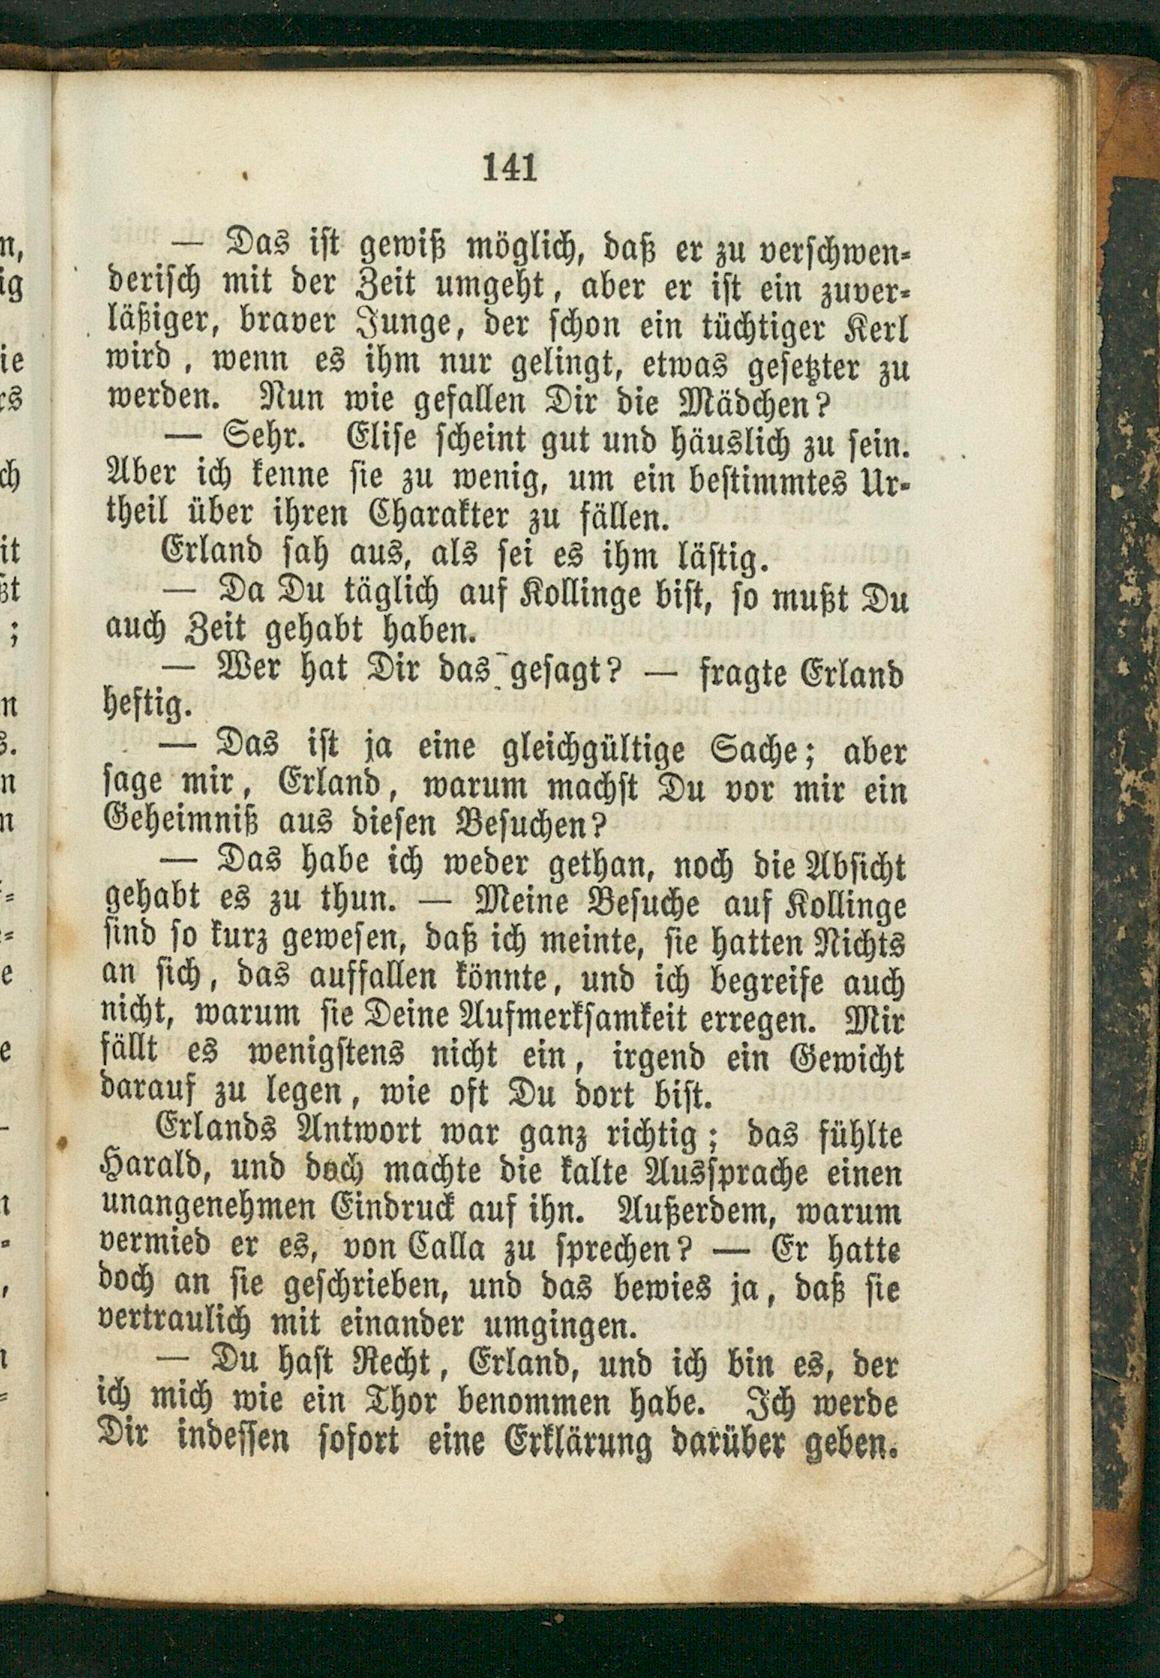 141
— Das ist gewiß möglich, daß er zu verschwen-
derisch mit der Zeit umgeht, aber er ist ein zuver-
läßiger, braver Junge, der schon ein tüchtiger Kerl
wird, wenn es ihm nur gelingt, etwas gesetzter zu
werden. Nun wie gefallen Dir die Mädchen?
— Sehr. Elise scheint gut und häuslich zu sein.
Aber ich kenne sie zu wenig, um ein bestimmtes Ur-
theil über ihren Charakter zu fällen.
Erland sah aus, als sei es ihm lästig.
— Da Du täglich auf Kollinge bist, so mußt Du
auch Zeit gehabt haben.
— Wer hat Dir das gesagt? — fragte Erland
heftig.
— Das ist ja eine gleichgültige Sache; aber
sage mir, Erland, warum machst Du vor mir ein
Geheimniß aus diesen Besuchen?
— Das habe ich weder gethan, noch die Absicht
gehabt es zu thun. — Meine Besuche auf Kollinge
sind so kurz gewesen, daß ich meinte, sie hatten Nichts
an sich, das auffallen könnte, und ich begreife auch
nicht, warum sie Deine Aufmerksamkeit erregen. Mir
fällt es wenigstens nicht ein, irgend ein Gewicht
darauf zu legen, wie oft Du dort bist.
Erlands Antwort war ganz richtig; das fühlte
Harald, und doch machte die kalte Aussprache einen
unangenehmen Eindruck auf ihn. Außerdem, warum
vermied er es, von Calla zu sprechen? — Er hatte
doch an sie geschrieben, und das bewies ja, daß sie
vertraulich mit einander umgingen.
— Du hast Recht, Erland, und ich bin es, der
ich mich wie ein Thor benommen habe. Ich werde
Dir indessen sofort eine Erklärung darüber geben.